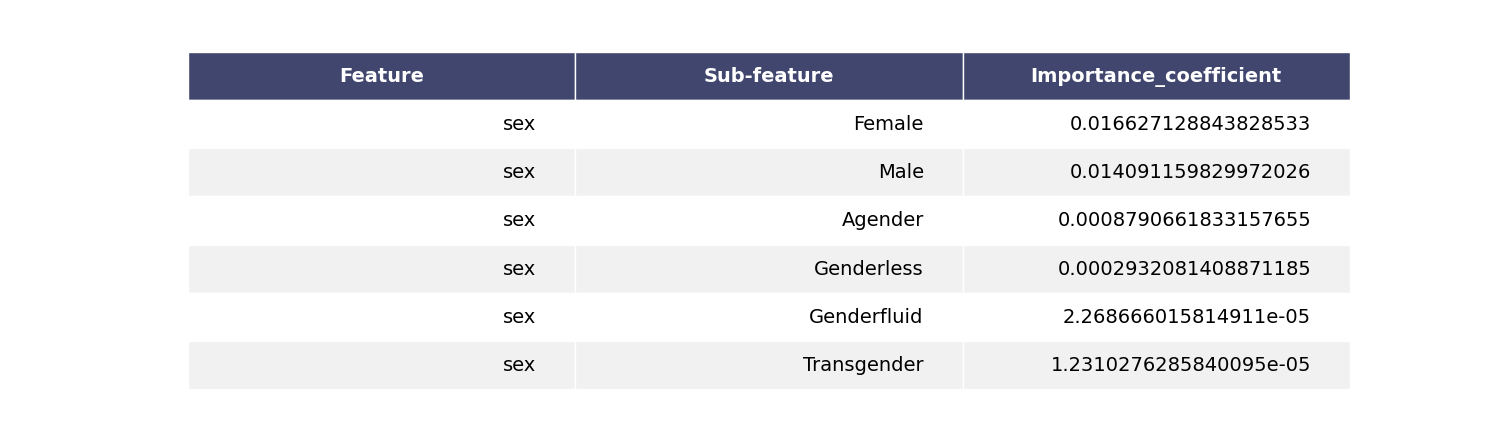 Feature Sub-feature Importance_coefficient
sex Female 0.016627128843828533
sex Male 0.014091159829972026
sex Agender 0.0008790661833157655
sex Genderless 0.0002932081408871185
sex Genderfluid 2.268666015814911e-05
sex Transgender 1.2310276285840095e-05